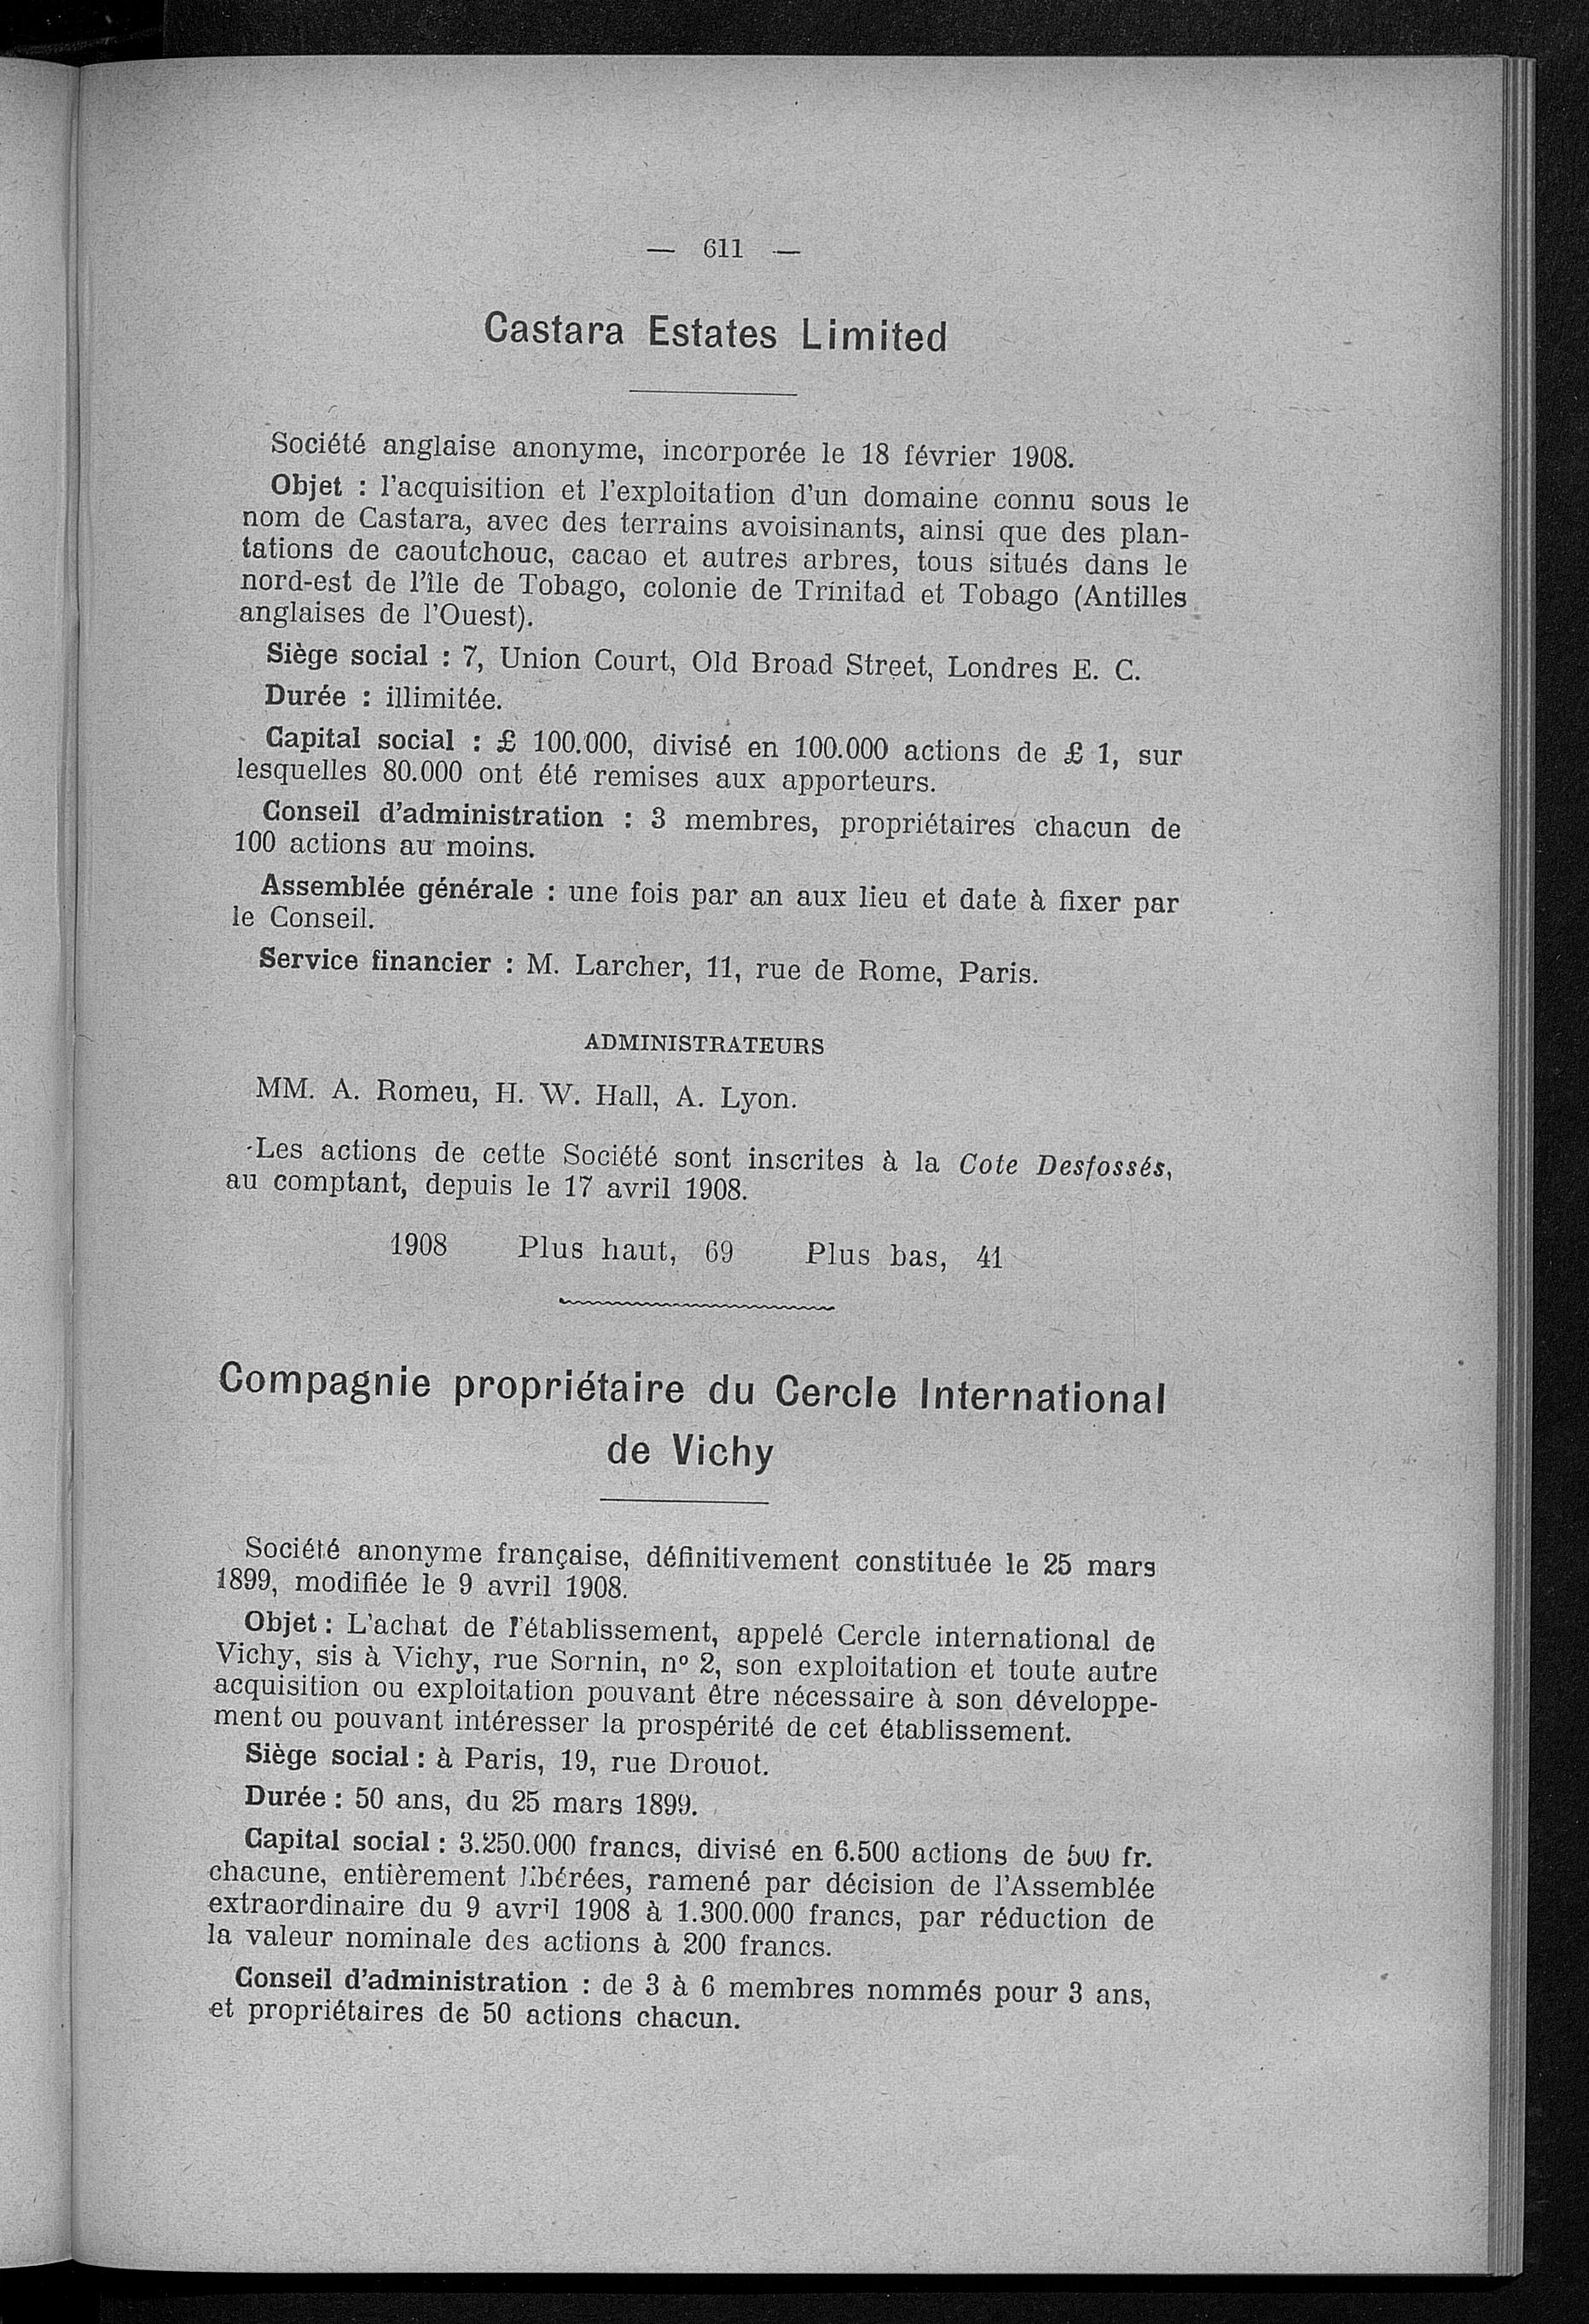 — 611 —
Castara Estates Limited
Société anglaise anonyme, incorporée le 18 février 1908.
Objet : l'acquisition et l'exploitation d'un domaine connu sous le
nom de Castara, avec des terrains avoisinants, ainsi que des plan-
tations de caoutchouc, cacao et autres arbres, tous situés dans le
nord-est de l'île de Tobago, colonie de Trinitad et Tobago (Antilles
anglaises de l'Ouest).
Siège social : 7, Union Court, Old Broad Street, Londres E. C.
Durée : illimitée.
Capital social : £ 100.000, divisé en 100.000 actions de £ 1, sur
lesquelles 80.000 ont été remises aux apporteurs.
Conseil d'administration : 3 membres, propriétaires chacun de
100 actions au moins.
Assemblée générale : une fois par an aux lieu et date à fixer par
le Conseil.
Service financier : M. Larcher, 11, rue de Rome, Paris.
ADMINISTRATEURS
MM. A. Romeu, H. W. Hall, A. Lyon.
Les actions de cette Société sont inscrites à la Cote Desfossés,
au comptant, depuis le 17 avril 1908.
1908 Plus haut, 69 Plus bas, 41
Compagnie propriétaire du Cercle International
de Vichy
Société anonyme française, définitivement constituée le 25 mars
1899, modifiée le 9 avril 1908.
Objet : L'achat de l'établissement, appelé Cercle international de
Vichy, sis à Vichy, rue Sornin, n° 2, son exploitation et toute autre
acquisition ou exploitation pouvant être nécessaire à son développe-
ment ou pouvant intéresser la prospérité de cet établissement.
Siège social : à Paris, 19, rue Drouot.
Durée : 50 ans, du 25 mars 1899.
Capital social : 3.250.000 francs, divisé en 6.500 actions de 500 fr.
chacune, entièrement libérées, ramené par décision de l'Assemblée
extraordinaire du 9 avril 1908 à 1.300.000 francs, par réduction de
la valeur nominale des actions à 200 francs.
Conseil d'administration : de 3 à 6 membres nommés pour 3 ans,
et propriétaires de 50 actions chacun.